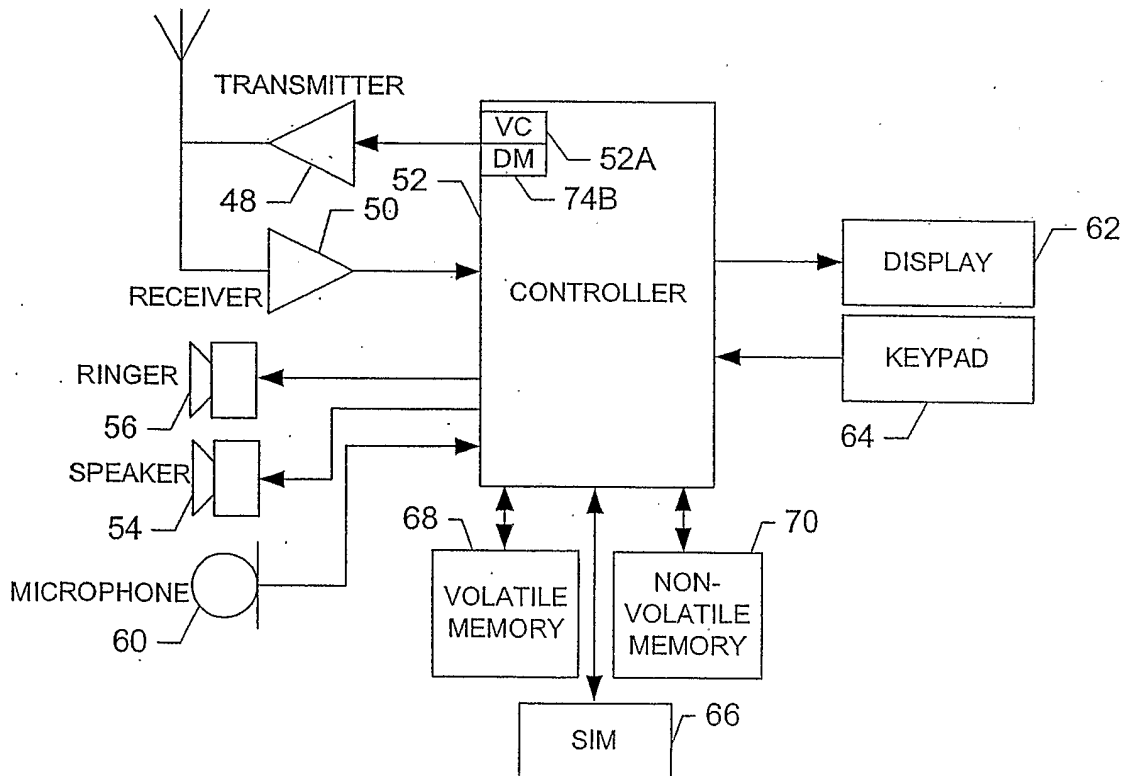 TRANSMITTER
48
50
RECEIVER
52
VC
DM
52A
74B
CONTROLLER
DISPLAY
62
KEYPAD
64
RINGER
56
SPEAKER
54
MICROPHONE
60
68
VOLATILE
MEMORY
70
NON-
VOLATILE
MEMORY
SIM
66